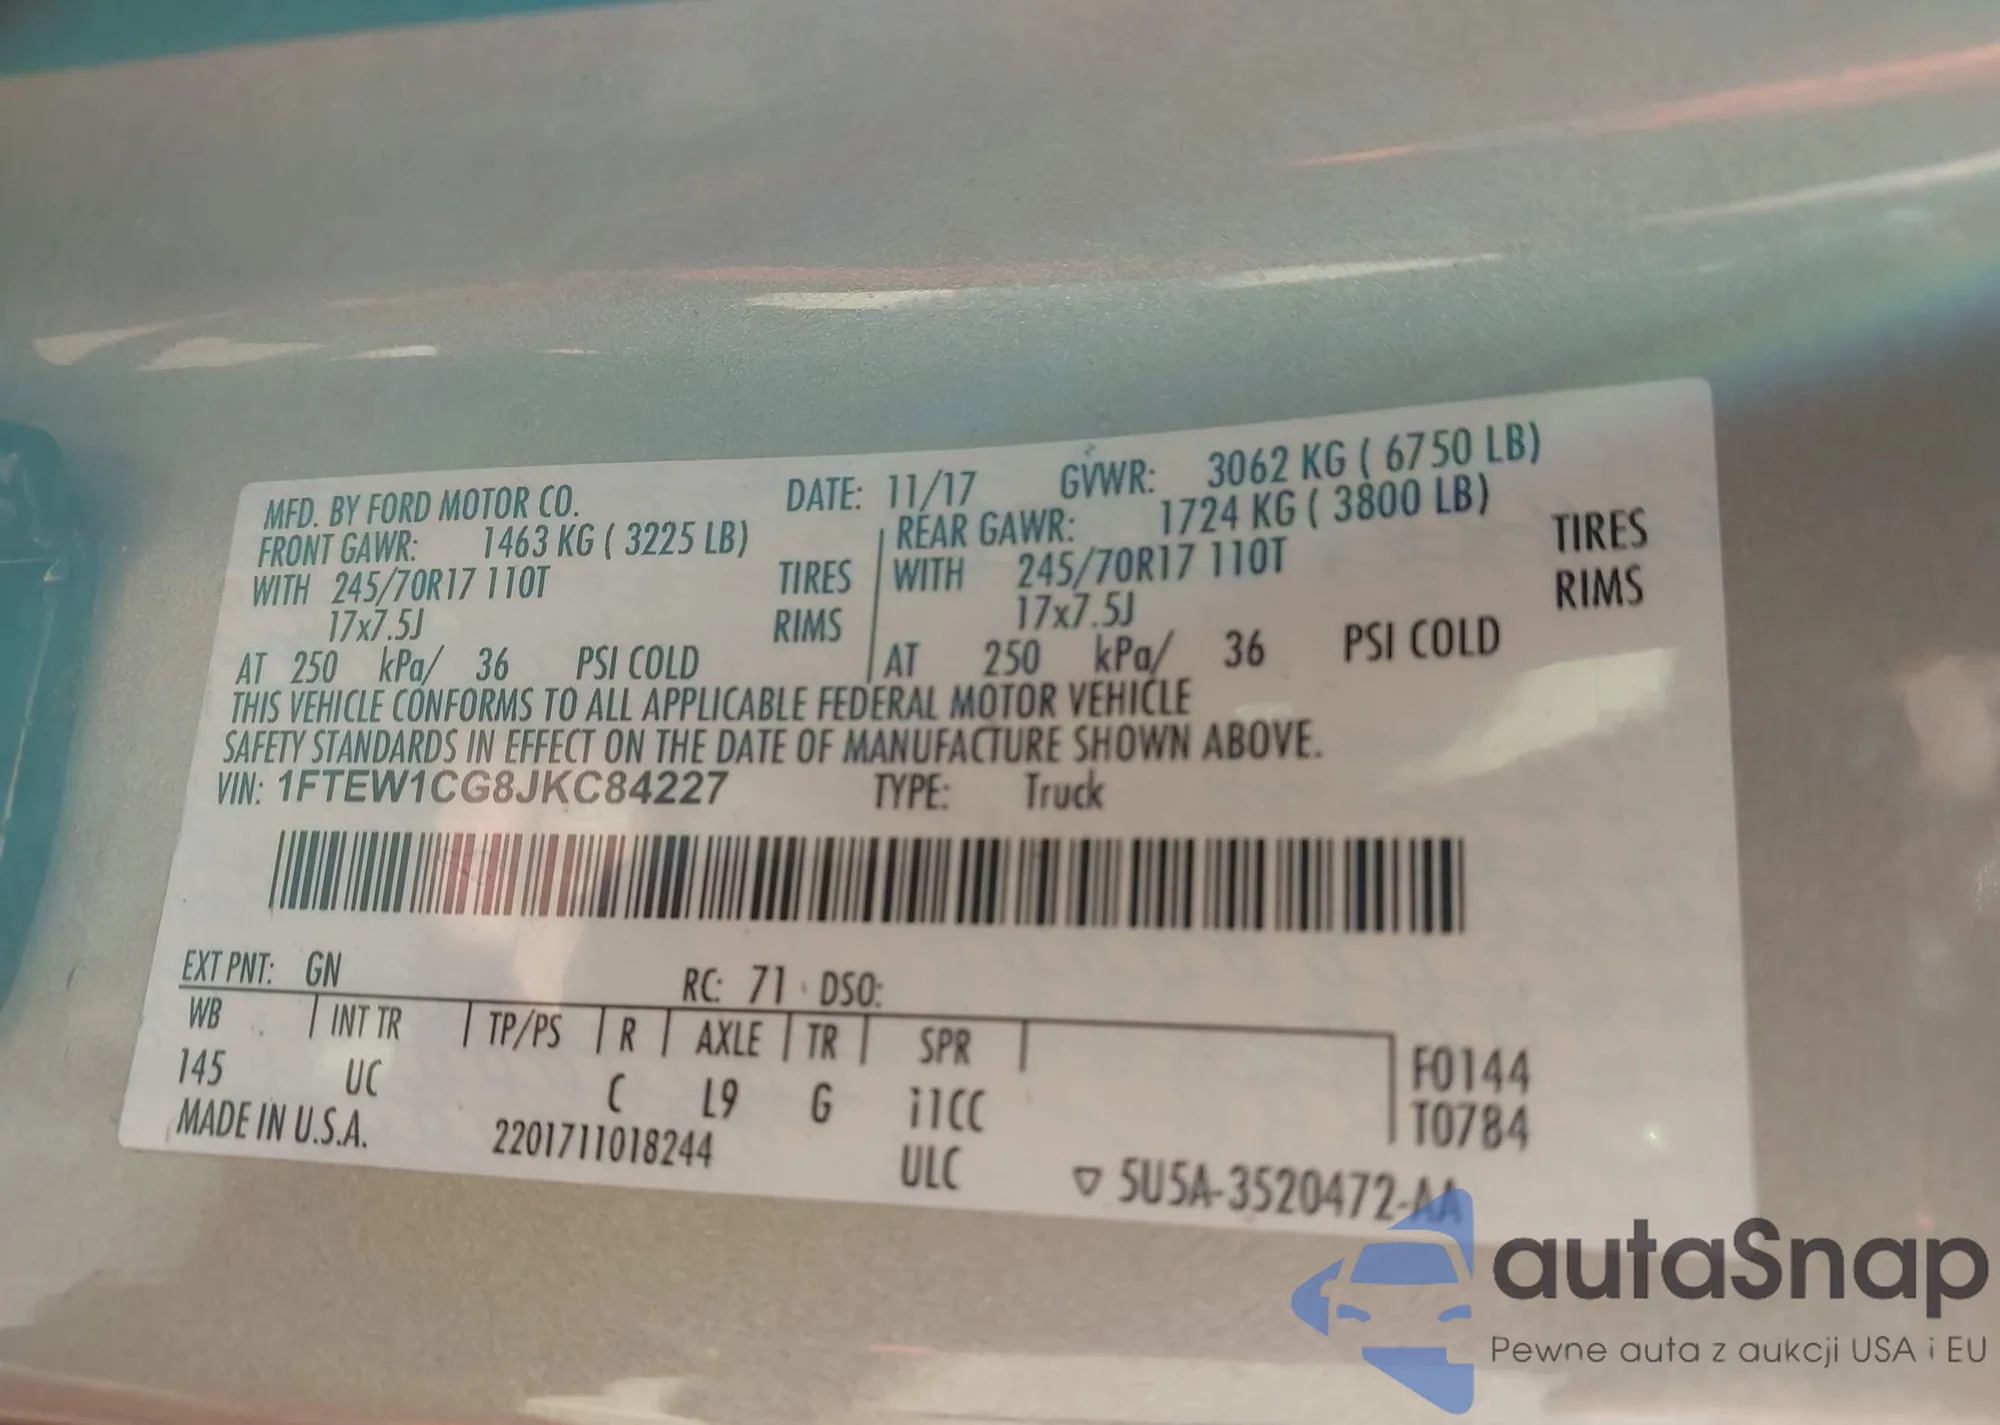 MFD. BY FORD MOTOR CO. DATE: 11/17 GVWR: 3062 KG ( 6750 LB)
FRONT GAWR: 1463 KG ( 3225 LB) REAR GAWR: 1724 KG ( 3800 LB)
WITH 245/70R17 110T TIRES WITH 245/70R17 110T TIRES
17x7.5J RIMS 17x7.5J RIMS
AT 250 kPa/ 36 PSI COLD AT 250 kPa/ 36 PSI COLD
THIS VEHICLE CONFORMS TO ALL APPLICABLE FEDERAL MOTOR VEHICLE
SAFETY STANDARDS IN EFFECT ON THE DATE OF MANUFACTURE SHOWN ABOVE.
VIN: 1FTEW1CG8JKC84227 TYPE: Truck
EXT PNT: GN RC: 71 DSO:
WB INT TR TP/PS R AXLE TR SPR
145 UC C L9 G i1CC F0144
T0784
MADE IN U.S.A. 2201711018244 ULC 5U5A-3520472-AA
autaSnap
Pewne auta z aukcji USA i EU